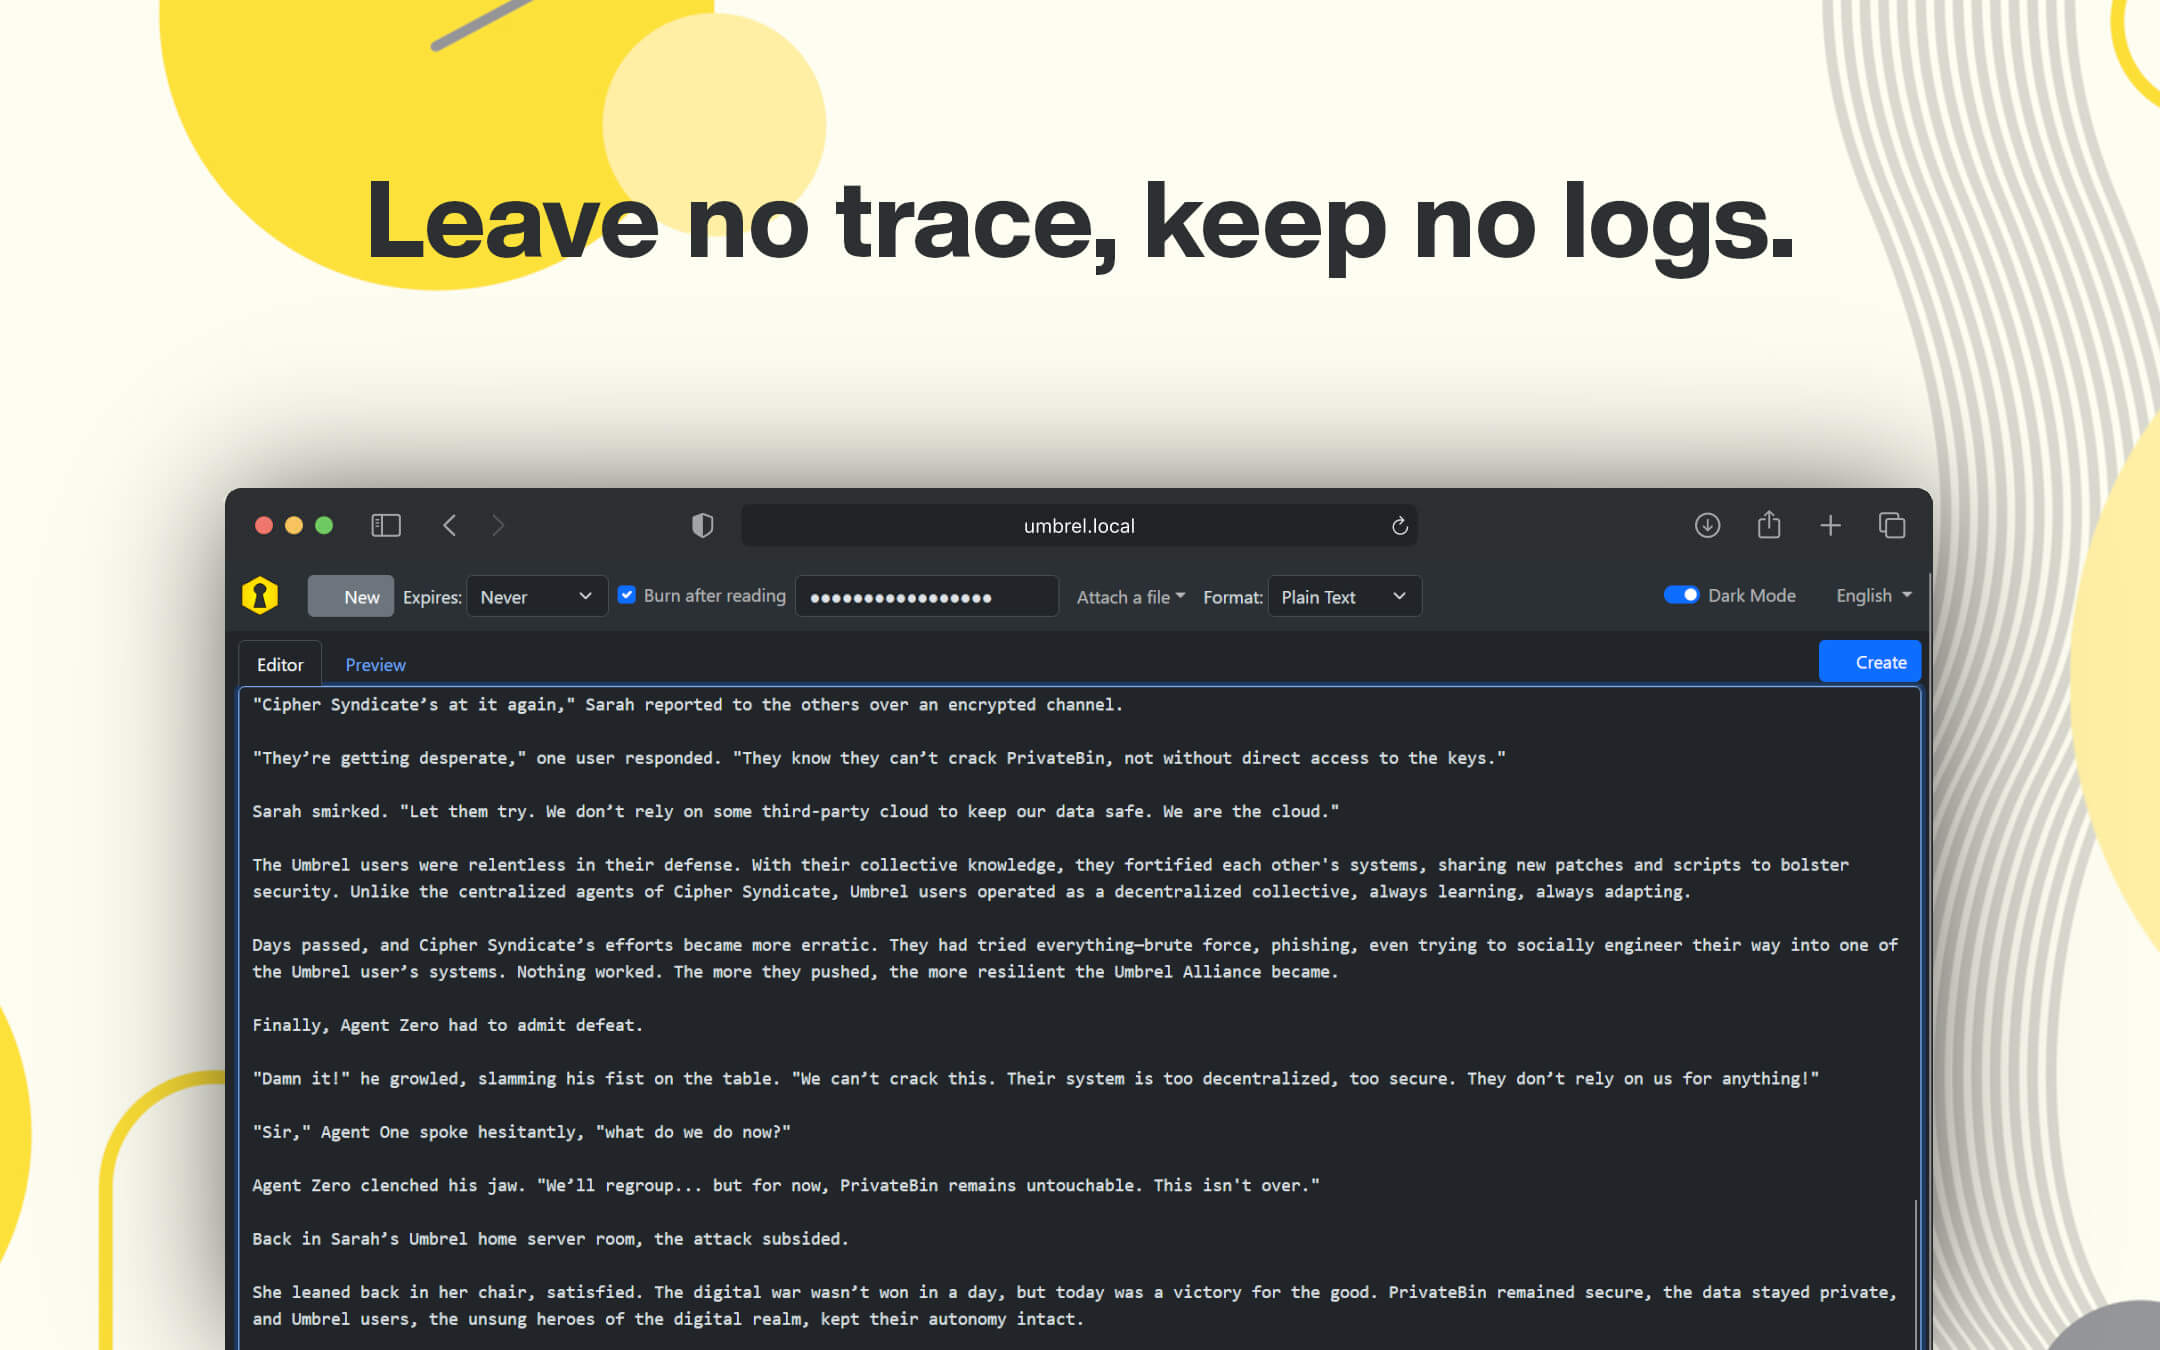 Leave no trace, keep no logs.
umbrel.local
New Expires: Never Burn after reading ●●●●●●●●●●●●●●●●● Attach a file Format: Plain Text Dark Mode English
Editor Preview Create
"Cipher Syndicate’s at it again," Sarah reported to the others over an encrypted channel.
"They’re getting desperate," one user responded. "They know they can’t crack PrivateBin, not without direct access to the keys."
Sarah smirked. "Let them try. We don’t rely on some third-party cloud to keep our data safe. We are the cloud."
The Umbrel users were relentless in their defense. With their collective knowledge, they fortified each other's systems, sharing new patches and scripts to bolster
security. Unlike the centralized agents of Cipher Syndicate, Umbrel users operated as a decentralized collective, always learning, always adapting.
Days passed, and Cipher Syndicate’s efforts became more erratic. They had tried everything—brute force, phishing, even trying to socially engineer their way into one of
the Umbrel user’s systems. Nothing worked. The more they pushed, the more resilient the Umbrel Alliance became.
Finally, Agent Zero had to admit defeat.
"Damn it!" he growled, slamming his fist on the table. "We can’t crack this. Their system is too decentralized, too secure. They don’t rely on us for anything!"
"Sir," Agent One spoke hesitantly, "what do we do now?"
Agent Zero clenched his jaw. "We’ll regroup... but for now, PrivateBin remains untouchable. This isn't over."
Back in Sarah’s Umbrel home server room, the attack subsided.
She leaned back in her chair, satisfied. The digital war wasn’t won in a day, but today was a victory for the good. PrivateBin remained secure, the data stayed private,
and Umbrel users, the unsung heroes of the digital realm, kept their autonomy intact.